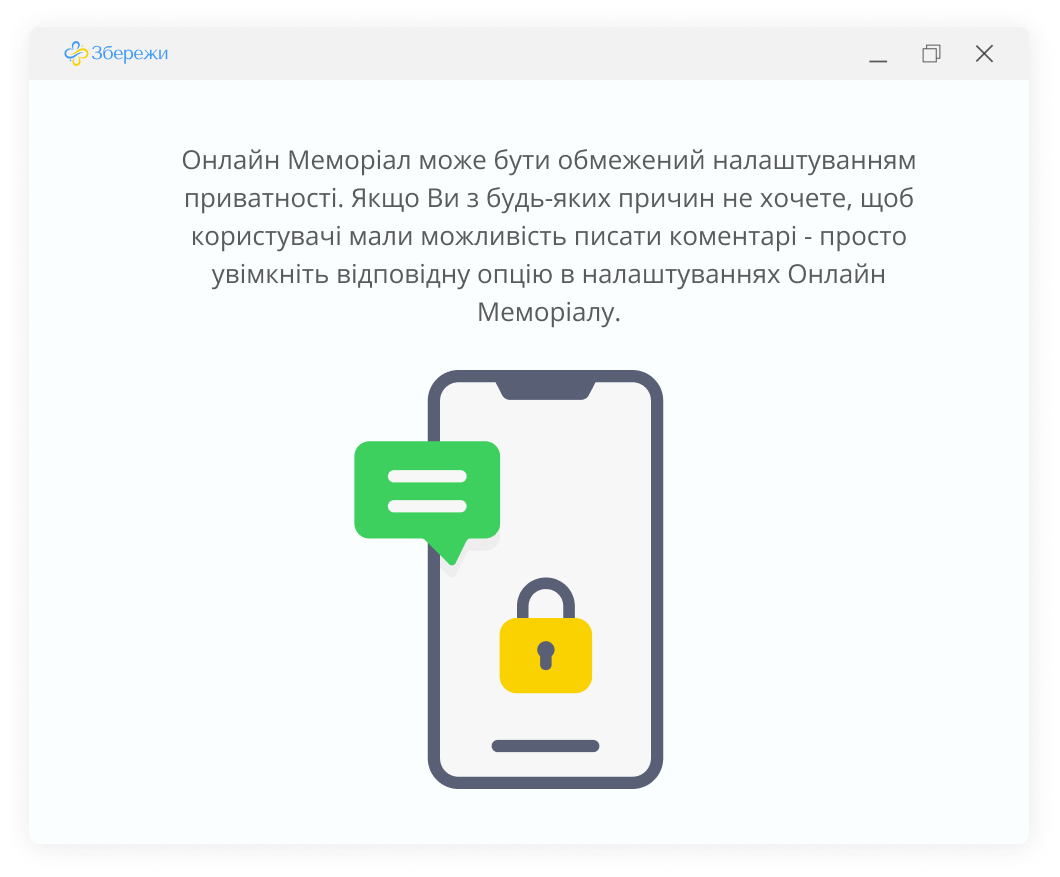 Збережи
Онлайн Меморіал може бути обмежений налаштуванням
приватності. Якщо Ви з будь-яких причин не хочете, щоб
користувачі мали можливість писати коментарі - просто
увімкніть відповідну опцію в налаштуваннях Онлайн
Меморіалу.